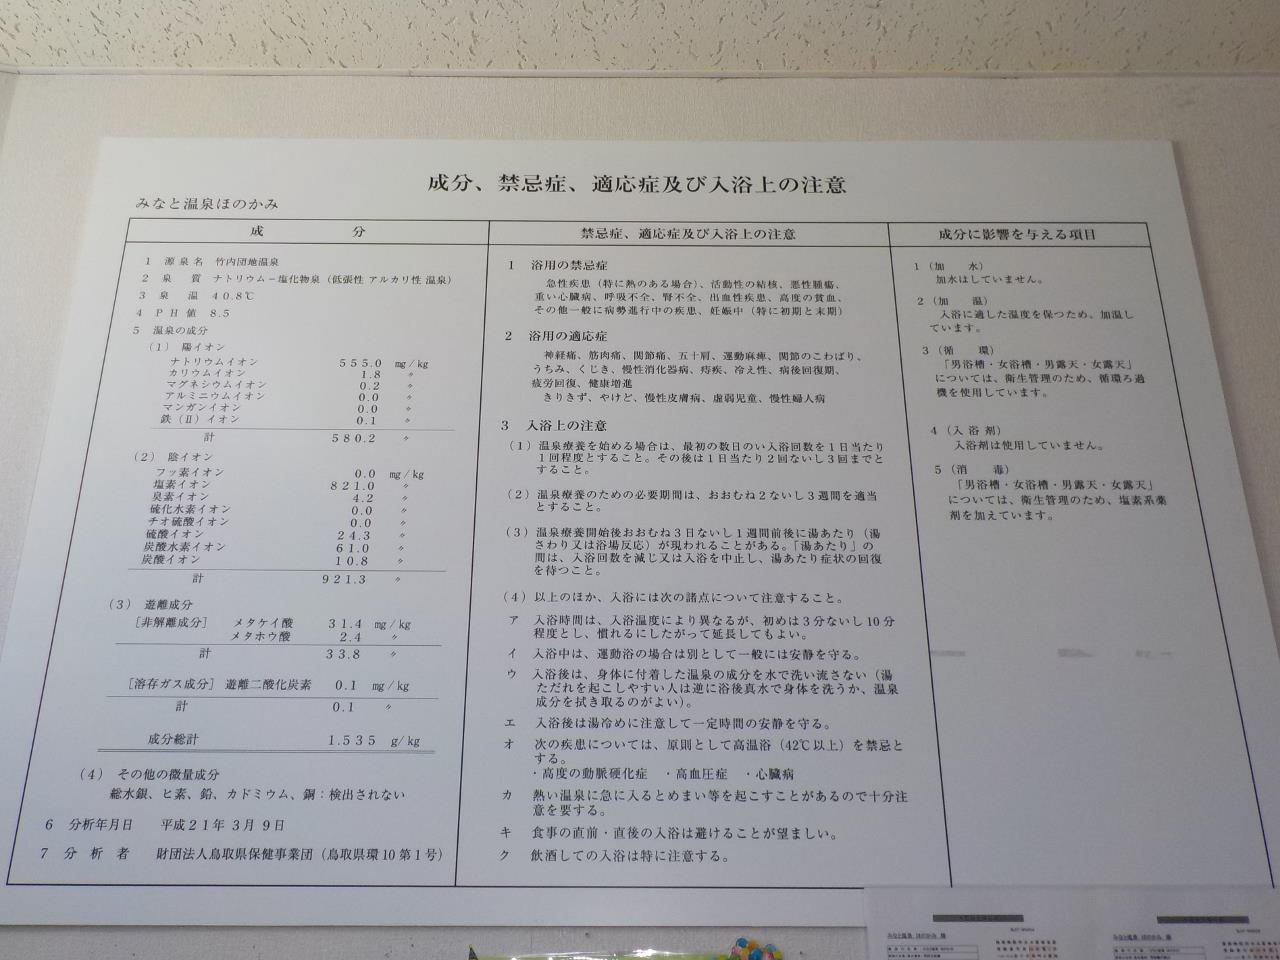 成分、禁忌症、適応症及び入浴上の注意
みなと温泉ほのかみ
成 分
1 源泉名 竹内団地温泉
2 泉 質 ナトリウム－塩化物泉（低張性 アルカリ性 温泉）
3 泉 温 40.8℃
4 PH値 8.5
5 温泉の成分
（1）陽イオン
ナトリウムイオン 555.0 mg/kg
カリウムイオン 1.8 〃
マグネシウムイオン 0.2 〃
アルミニウムイオン 0.0 〃
マンガンイオン 0.0 〃
鉄（Ⅱ）イオン 0.1 〃
計 580.2 〃
（2）陰イオン
フッ素イオン 0.0 mg/kg
塩素イオン 821.0 〃
臭素イオン 4.2 〃
硫化水素イオン 0.0 〃
チオ硫酸イオン 0.0 〃
硫酸イオン 24.3 〃
炭酸水素イオン 61.0 〃
炭酸イオン 10.8 〃
計 921.3 〃
（3）遊離成分
［非解離成分］ メタケイ酸 31.4 mg/kg
メタホウ酸 2.4 〃
計 33.8 〃
［溶存ガス成分］ 遊離二酸化炭素 0.1 mg/kg
計 0.1 〃
成分総計 1.535 g/kg
（4）その他の微量成分
総水銀、ヒ素、鉛、カドミウム、銅：検出されない
6 分析年月日 平成21年3月9日
7 分析者 財団法人鳥取県保健事業団（鳥取県環10第1号）
禁忌症、適応症及び入浴上の注意
1 浴用の禁忌症
急性疾患（特に熱のある場合）、活動性の結核、悪性腫瘍、
重い心臓病、呼吸不全、腎不全、出血性疾患、高度の貧血、
その他一般に病勢進行中の疾患、妊娠中（特に初期と末期）
2 浴用の適応症
神経痛、筋肉痛、関節痛、五十肩、運動麻痺、関節のこわばり、
うちみ、くじき、慢性消化器病、痔疾、冷え性、病後回復期、
疲労回復、健康増進
きりきず、やけど、慢性皮膚病、虚弱児童、慢性婦人病
3 入浴上の注意
（1）温泉療養を始める場合は、最初の数日のい入浴回数を1日当たり
1回程度とすること。その後は1日当たり2回ないし3回までと
すること。
（2）温泉療養のための必要期間は、おおむね2ないし3週間を適当
とすること。
（3）温泉療養開始後おおむね3日ないし1週間前後に湯あたり（湯
さわり又は浴場反応）が現われることがある。「湯あたり」の
間は、入浴回数を減じ又は入浴を中止し、湯あたり症状の回復
を待つこと。
（4）以上のほか、入浴には次の諸点について注意すること。
ア 入浴時間は、入浴温度により異なるが、初めは3分ないし10分
程度とし、慣れるにしたがって延長してもよい。
イ 入浴中は、運動浴の場合は別として一般には安静を守る。
ウ 入浴後は、身体に付着した温泉の成分を水で洗い流さない（湯
ただれを起こしやすい人は逆に浴後真水で身体を洗うか、温泉
成分を拭き取るのがよい）。
エ 入浴後は湯冷めに注意して一定時間の安静を守る。
オ 次の疾患については、原則として高温浴（42℃以上）を禁忌と
する。
・高度の動脈硬化症 ・高血圧症 ・心臓病
カ 熱い温泉に急に入るとめまい等を起こすことがあるので十分注
意を要する。
キ 食事の直前・直後の入浴は避けることが望ましい。
ク 飲酒しての入浴は特に注意する。
成分に影響を与える項目
1（加 水）
加水はしていません。
2（加 温）
入浴に適した温度を保つため、加温し
ています。
3（循 環）
「男浴槽・女浴槽・男露天・女露天」
については、衛生管理のため、循環ろ過
機を使用しています。
4（入浴剤）
入浴剤は使用していません。
5（消 毒）
「男浴槽・女浴槽・男露天・女露天」
については、衛生管理のため、塩素系薬
剤を加えています。
みなと温泉 ほのかみ 様
みなと温泉 ほのかみ 様